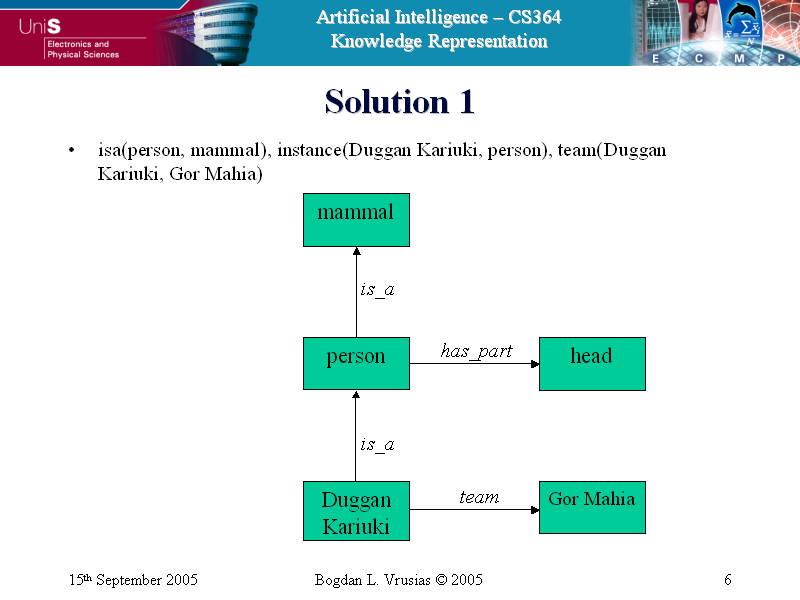 UniS
Electronics and
Physical Sciences
Artificial Intelligence – CS364
Knowledge Representation
E C M P
Solution 1
• isa(person, mammal), instance(Duggan Kariuki, person), team(Duggan
Kariuki, Gor Mahia)
mammal
is_a
person
has_part
head
is_a
Duggan
Kariuki
team
Gor Mahia
15th September 2005
Bogdan L. Vrusias © 2005
6